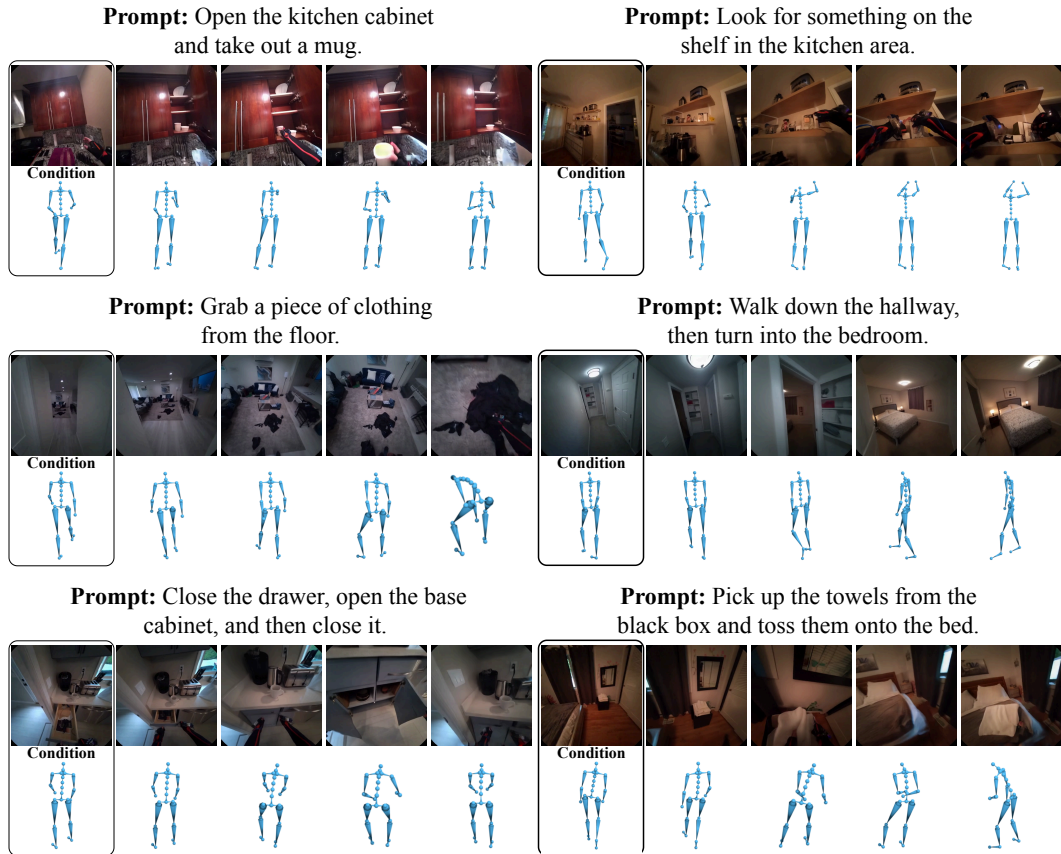 Prompt: Open the kitchen cabinet
and take out a mug.
Condition
Prompt: Look for something on the
shelf in the kitchen area.
Condition
Prompt: Grab a piece of clothing
from the floor.
Condition
Prompt: Walk down the hallway,
then turn into the bedroom.
Condition
Prompt: Close the drawer, open the base
cabinet, and then close it.
Condition
Prompt: Pick up the towels from the
black box and toss them onto the bed.
Condition